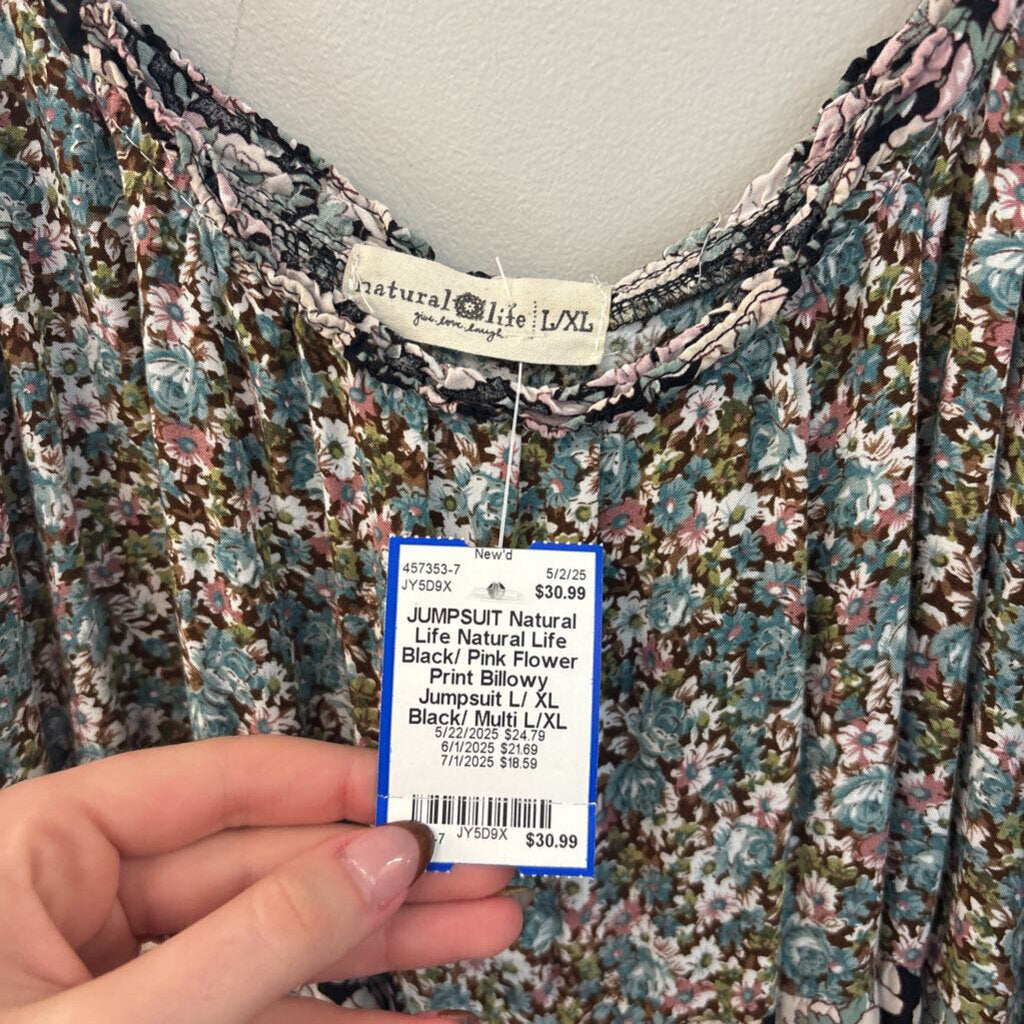 natural life L/XL
give.love.laugh
New'd
457353-7 5/2/25
JY5D9X $30.99
JUMPSUIT Natural
Life Natural Life
Black/ Pink Flower
Print Billowy
Jumpsuit L/ XL
Black/ Multi L/XL
5/22/2025 $24.79
6/1/2025 $21.69
7/1/2025 $18.59
-7 JY5D9X $30.99